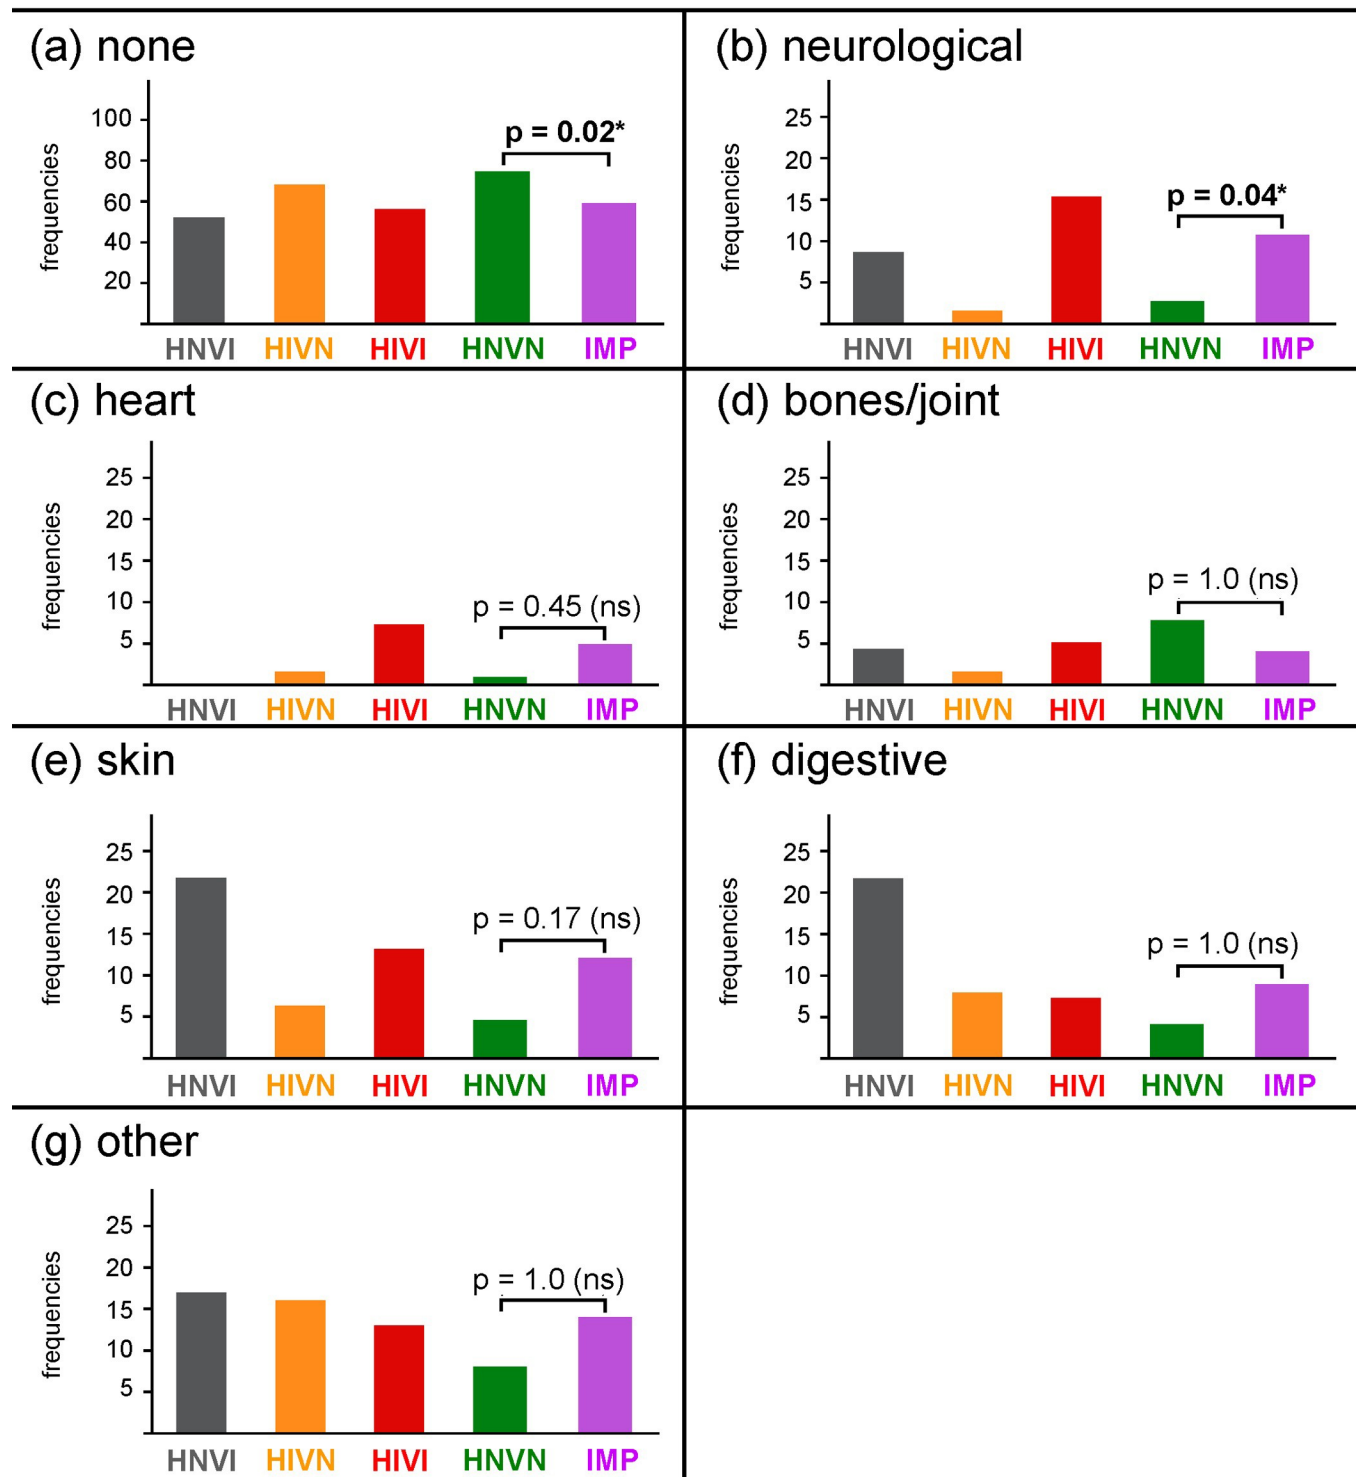 (a) none
frequencies
100
80
60
40
20
p = 0.02*
HNVI HIVN HIVI HNVN IMP
(b) neurological
frequencies
25
20
15
10
5
p = 0.04*
HNVI HIVN HIVI HNVN IMP
(c) heart
frequencies
25
20
15
10
5
p = 0.45 (ns)
HNVI HIVN HIVI HNVN IMP
(d) bones/joint
frequencies
25
20
15
10
5
p = 1.0 (ns)
HNVI HIVN HIVI HNVN IMP
(e) skin
frequencies
25
20
15
10
5
p = 0.17 (ns)
HNVI HIVN HIVI HNVN IMP
(f) digestive
frequencies
25
20
15
10
5
p = 1.0 (ns)
HNVI HIVN HIVI HNVN IMP
(g) other
frequencies
25
20
15
10
5
p = 1.0 (ns)
HNVI HIVN HIVI HNVN IMP